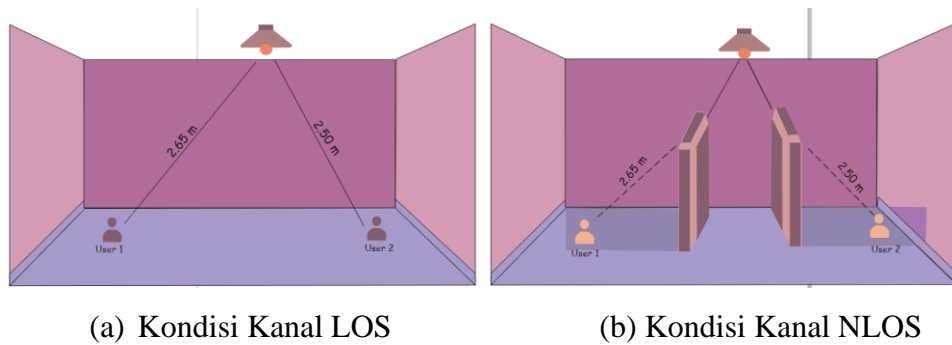 2.65 m
2.50 m
User 1
User 2
2.65 m
2.50 m
User 1
User 2
(a) Kondisi Kanal LOS
(b) Kondisi Kanal NLOS